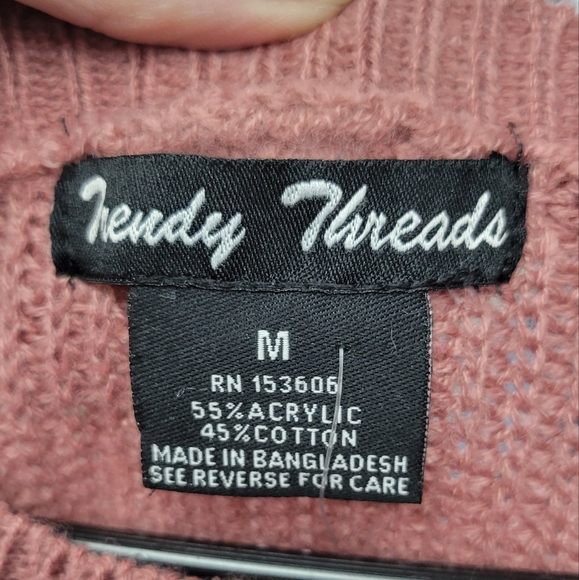 Trendy Threads
M
RN 153606
55%ACRYLIC
45%COTTON
MADE IN BANGLADESH
SEE REVERSE FOR CARE